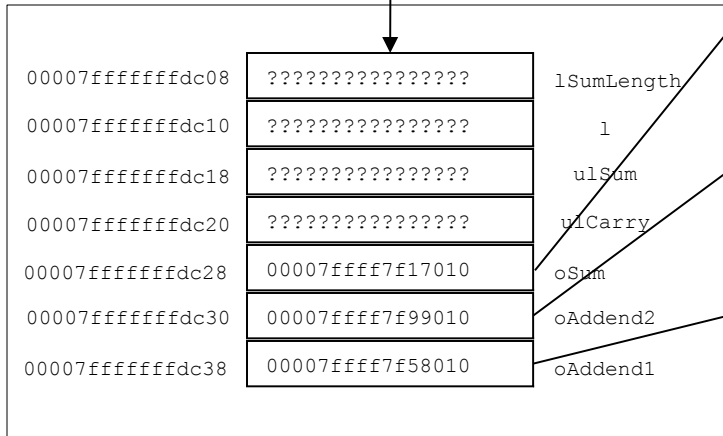 00007fffffffdc08 ???????????????? lSumLength
00007fffffffdc10 ???????????????? l
00007fffffffdc18 ???????????????? ulSum
00007fffffffdc20 ???????????????? ulCarry
00007fffffffdc28 00007ffff7f17010 oSum
00007fffffffdc30 00007ffff7f99010 oAddend2
00007fffffffdc38 00007ffff7f58010 oAddend1